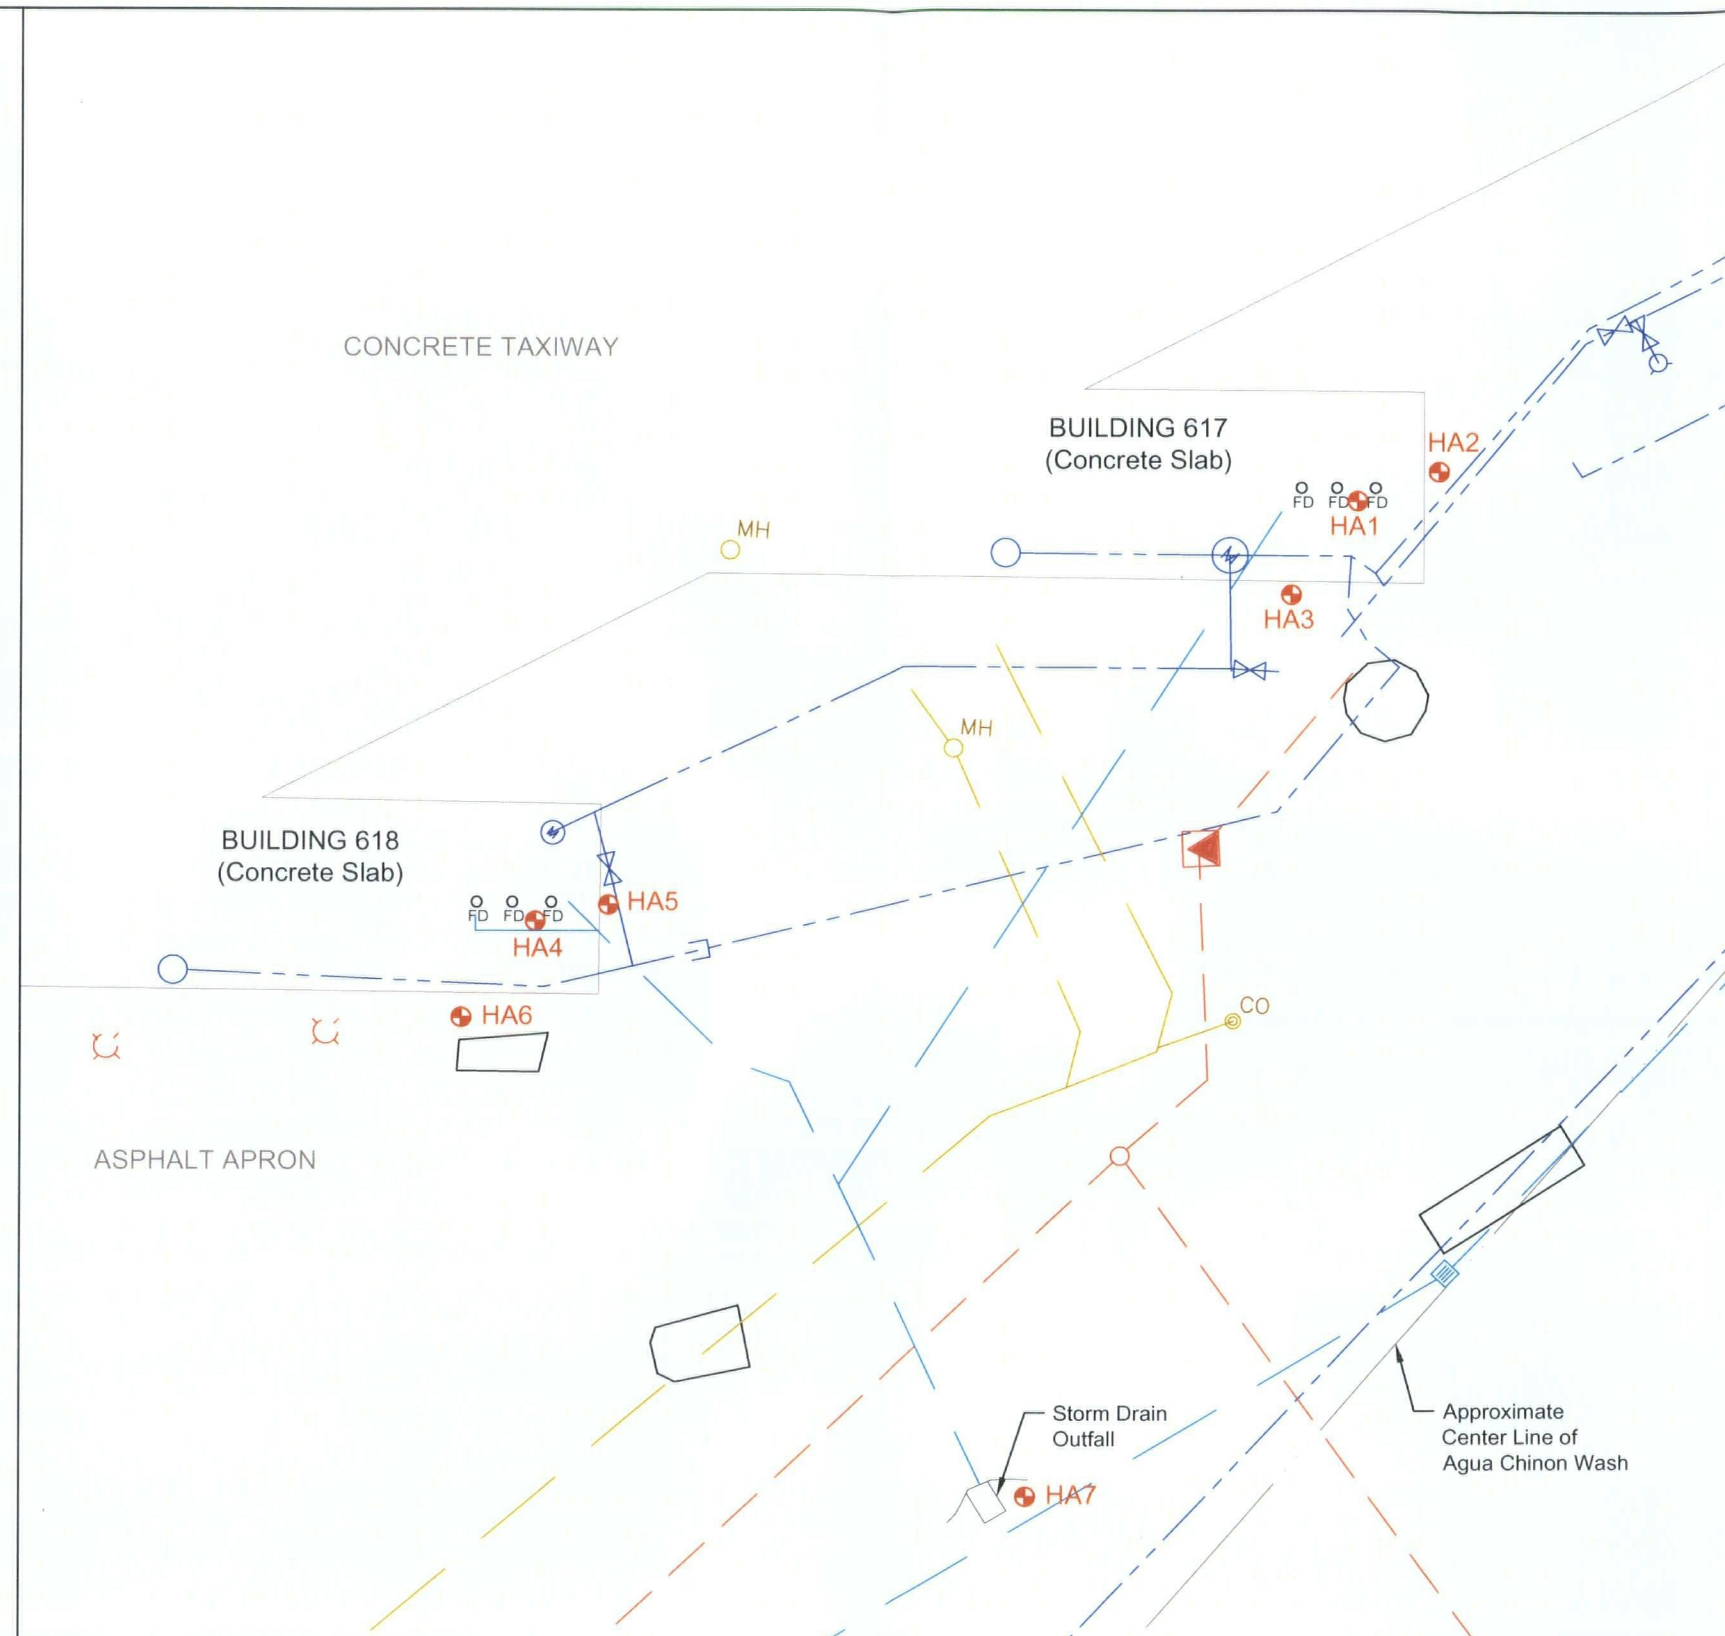 CONCRETE TAXIWAY
BUILDING 617
(Concrete Slab)
HA2
FD FD FD
HA1
MH
HA3
MH
BUILDING 618
(Concrete Slab)
HA5
FD FD FD
HA4
CO
HA6
ASPHALT APRON
Storm Drain
Outfall
Approximate
Center Line of
Agua Chinon Wash
HA7